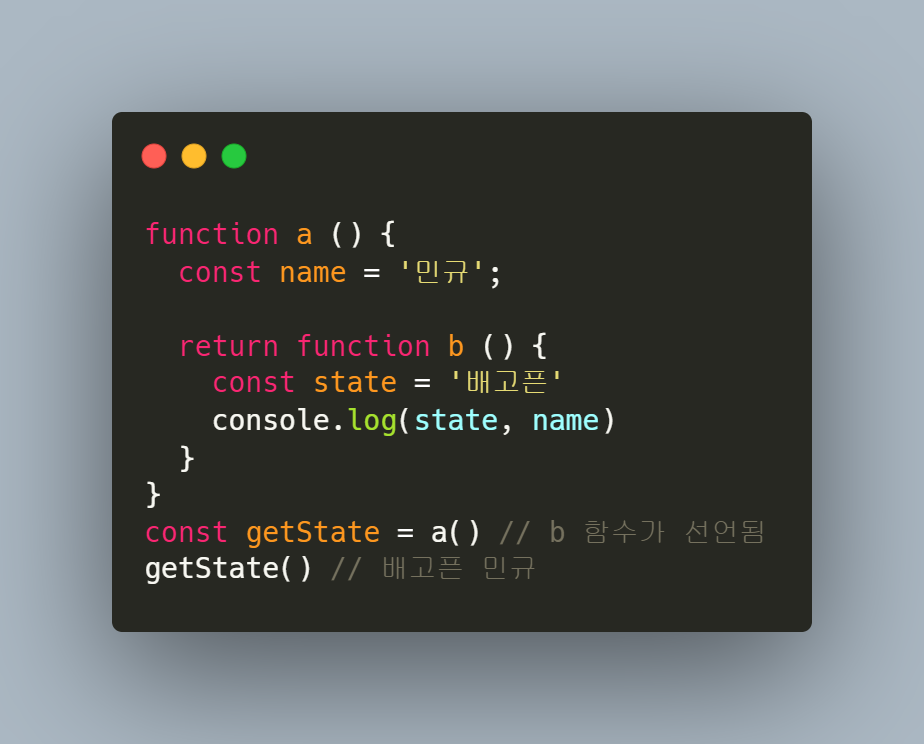 function a () {
  const name = '민규';

  return function b () {
    const state = '배고픈'
    console.log(state, name)
  }
}
const getState = a() // b 함수가 선언됨
getState() // 배고픈 민규